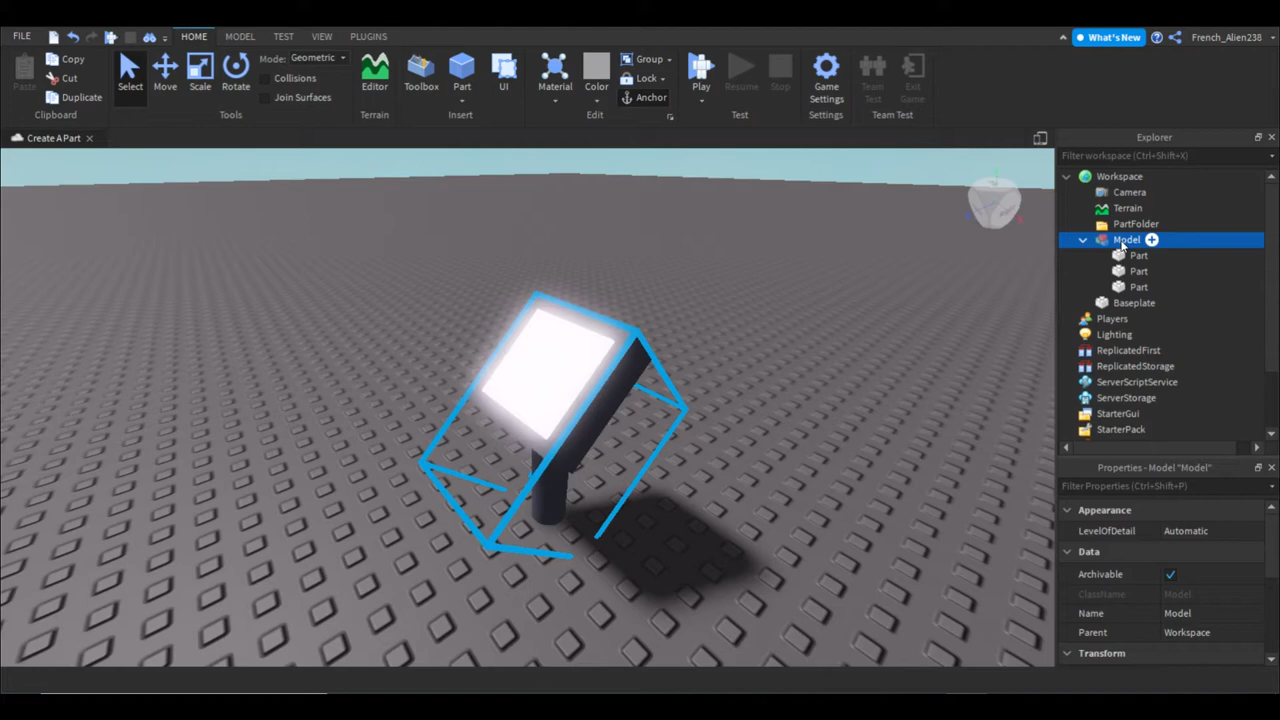 FILE HOME MODEL TEST VIEW PLUGINS What's New French_Alien238
Copy Mode: Geometric Group
Cut Collisions Lock
Paste Duplicate Select Move Scale Rotate Join Surfaces Editor Toolbox Part UI Material Color Anchor Play Resume Stop Game Settings Team Test Exit Game
Clipboard Tools Terrain Insert Edit Test Settings Team Test
Create A Part Explorer
Filter workspace (Ctrl+Shift+X)
Workspace
Camera
Terrain
PartFolder
Model
Part
Part
Part
Baseplate
Players
Lighting
ReplicatedFirst
ReplicatedStorage
ServerScriptService
ServerStorage
StarterGui
StarterPack
Properties - Model "Model"
Filter Properties (Ctrl+Shift+P)
Appearance
LevelOfDetail Automatic
Data
Archivable
ClassName Model
Name Model
Parent Workspace
Transform